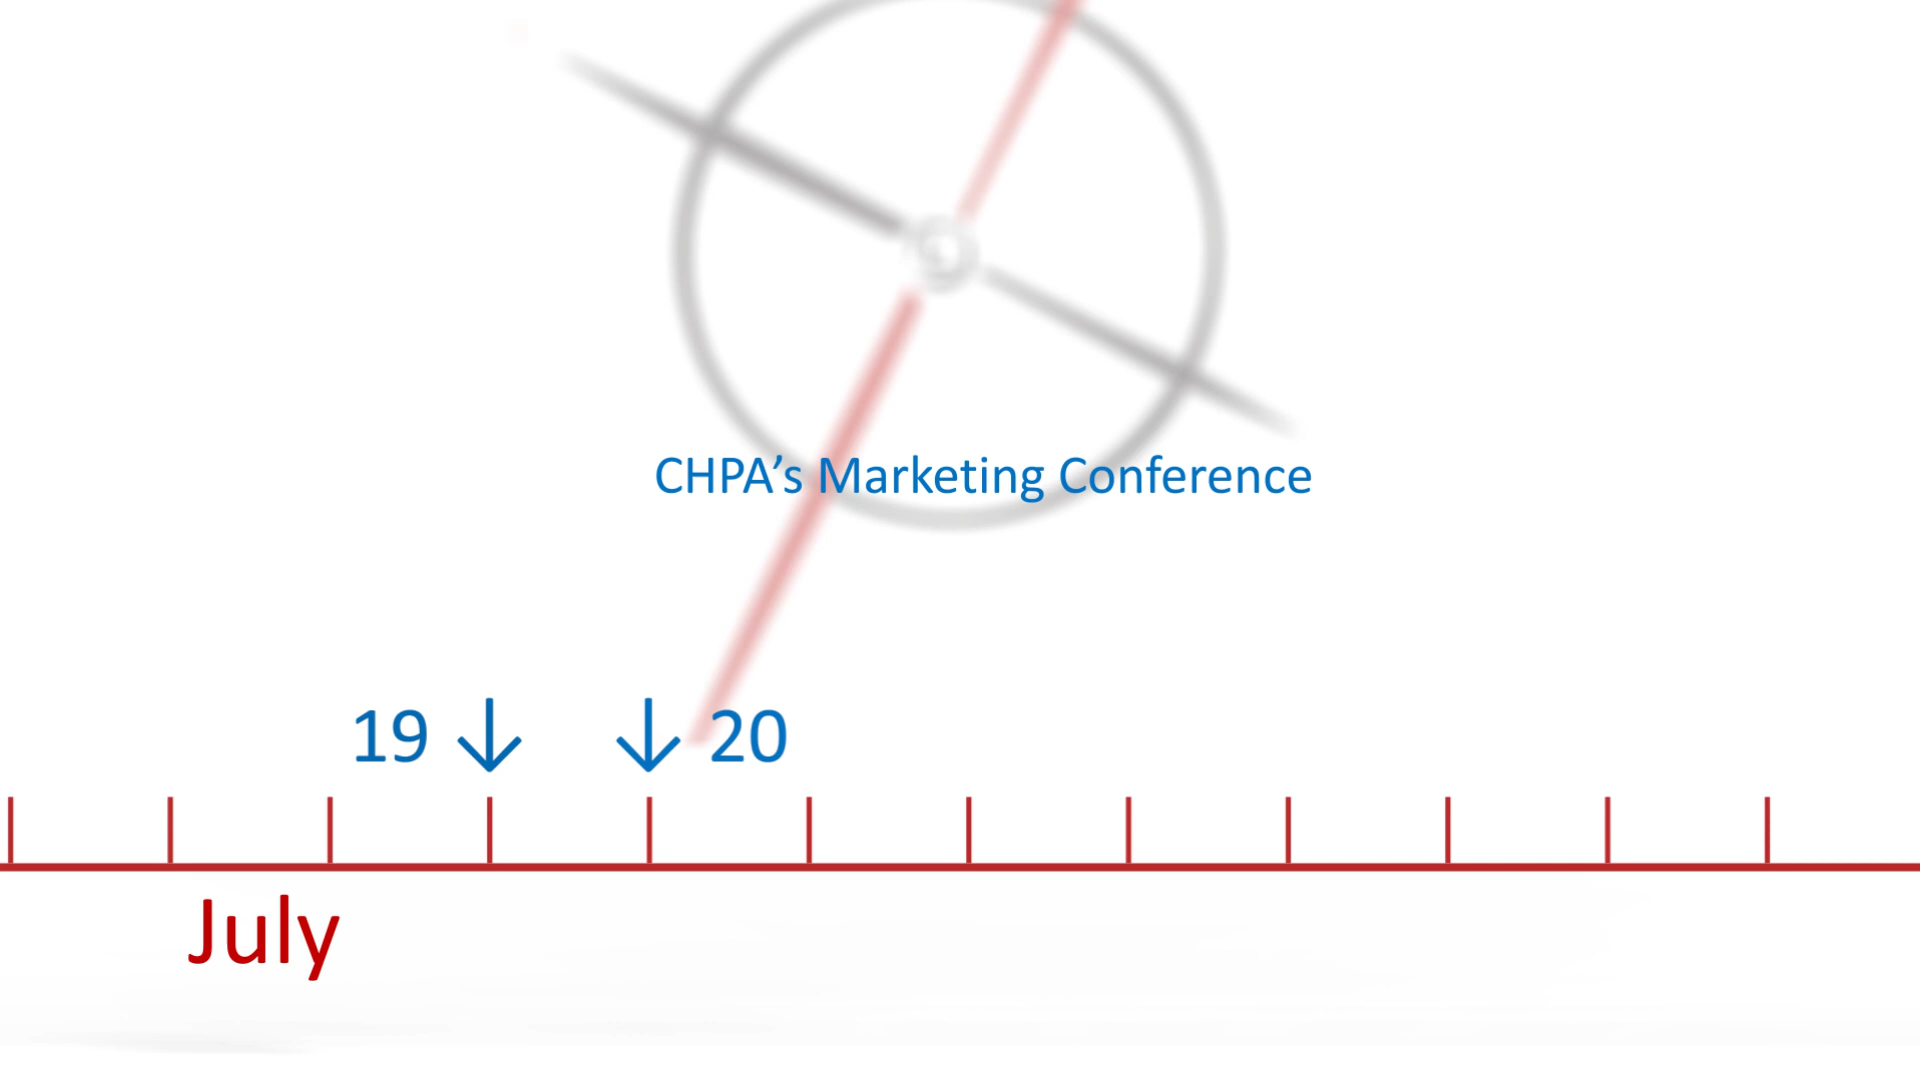 CHPA’s Marketing Conference
19 ↓ ↓ 20
July